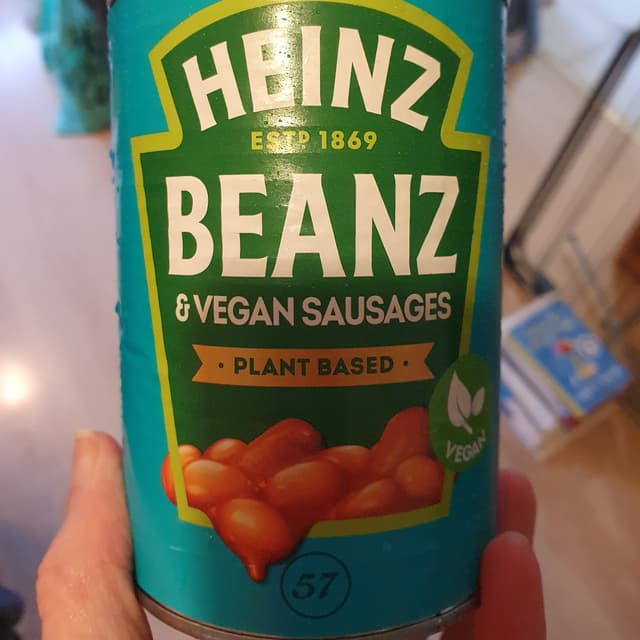 HEINZ
ESTD 1869
BEANZ
& VEGAN SAUSAGES
· PLANT BASED ·
VEGAN
57